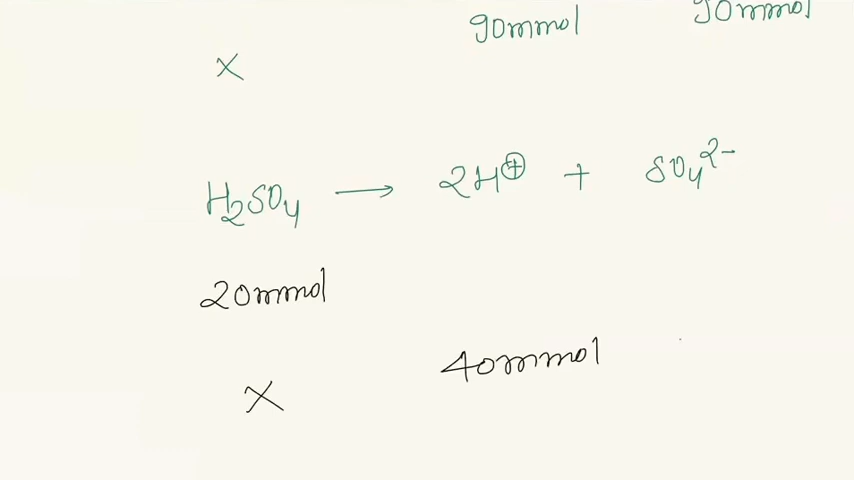 90mmol 90mmol
X
H₂SO₄ → 2H⊕ + SO₄²⁻
20mmol
40mmol
X